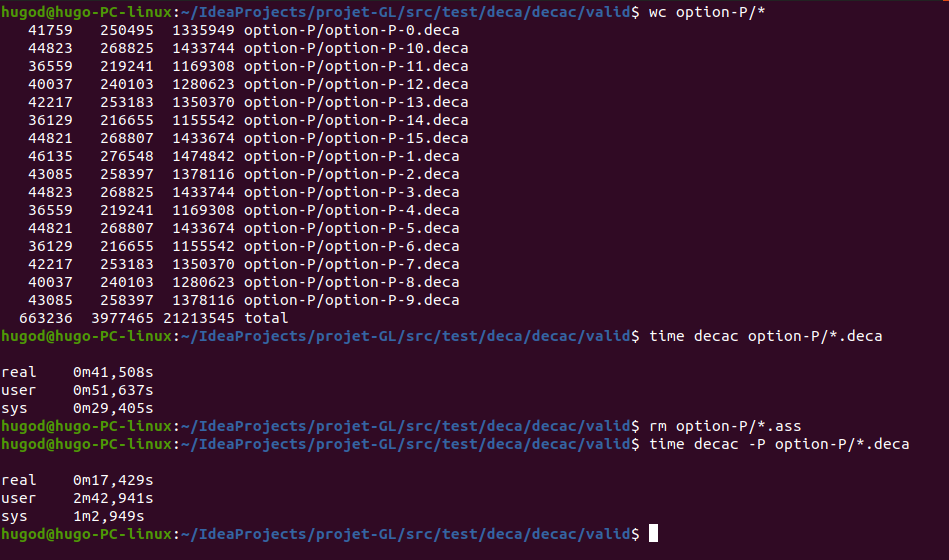 hugod@hugo-PC-linux:~/IdeaProjects/projet-GL/src/test/deca/decac/valid$ wc option-P/*
   41759   250495  1335949 option-P/option-P-0.deca
   44823   268825  1433744 option-P/option-P-10.deca
   36559   219241  1169308 option-P/option-P-11.deca
   40037   240103  1280623 option-P/option-P-12.deca
   42217   253183  1350370 option-P/option-P-13.deca
   36129   216655  1155542 option-P/option-P-14.deca
   44821   268807  1433674 option-P/option-P-15.deca
   46135   276548  1474842 option-P/option-P-1.deca
   43085   258397  1378116 option-P/option-P-2.deca
   44823   268825  1433744 option-P/option-P-3.deca
   36559   219241  1169308 option-P/option-P-4.deca
   44821   268807  1433674 option-P/option-P-5.deca
   36129   216655  1155542 option-P/option-P-6.deca
   42217   253183  1350370 option-P/option-P-7.deca
   40037   240103  1280623 option-P/option-P-8.deca
   43085   258397  1378116 option-P/option-P-9.deca
  663236  3977465 21213545 total
hugod@hugo-PC-linux:~/IdeaProjects/projet-GL/src/test/deca/decac/valid$ time decac option-P/*.deca
real    0m41,508s
user    0m51,637s
sys     0m29,405s
hugod@hugo-PC-linux:~/IdeaProjects/projet-GL/src/test/deca/decac/valid$ rm option-P/*.ass
hugod@hugo-PC-linux:~/IdeaProjects/projet-GL/src/test/deca/decac/valid$ time decac -P option-P/*.deca
real    0m17,429s
user    2m42,941s
sys     1m2,949s
hugod@hugo-PC-linux:~/IdeaProjects/projet-GL/src/test/deca/decac/valid$